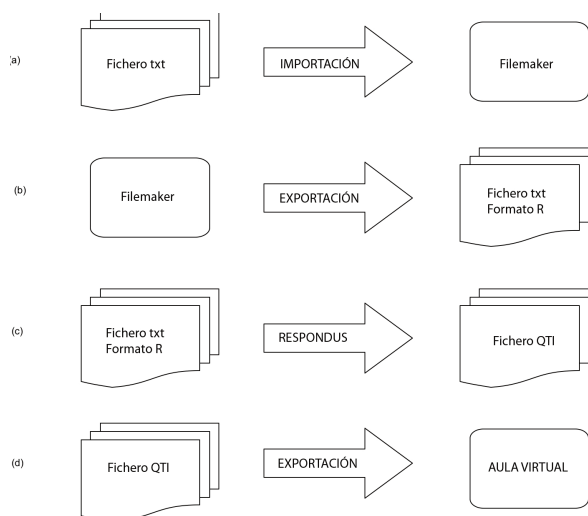 (a)
Fichero txt
IMPORTACIÓN
Filemaker
(b)
Filemaker
EXPORTACIÓN
Fichero txt
Formato R
(c)
Fichero txt
Formato R
RESPONDUS
Fichero QTI
(d)
Fichero QTI
EXPORTACIÓN
AULA VIRTUAL